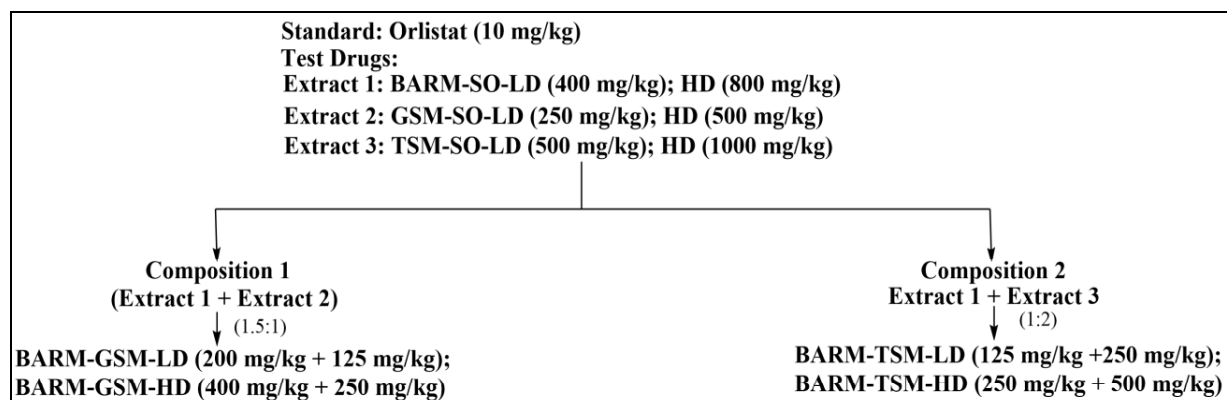 Standard: Orlistat (10 mg/kg)
Test Drugs:
Extract 1: BARM-SO-LD (400 mg/kg); HD (800 mg/kg)
Extract 2: GSM-SO-LD (250 mg/kg); HD (500 mg/kg)
Extract 3: TSM-SO-LD (500 mg/kg); HD (1000 mg/kg)
Composition 1
(Extract 1 + Extract 2)
(1.5:1)
BARM-GSM-LD (200 mg/kg + 125 mg/kg);
BARM-GSM-HD (400 mg/kg + 250 mg/kg)
Composition 2
Extract 1 + Extract 3
(1:2)
BARM-TSM-LD (125 mg/kg +250 mg/kg);
BARM-TSM-HD (250 mg/kg + 500 mg/kg)